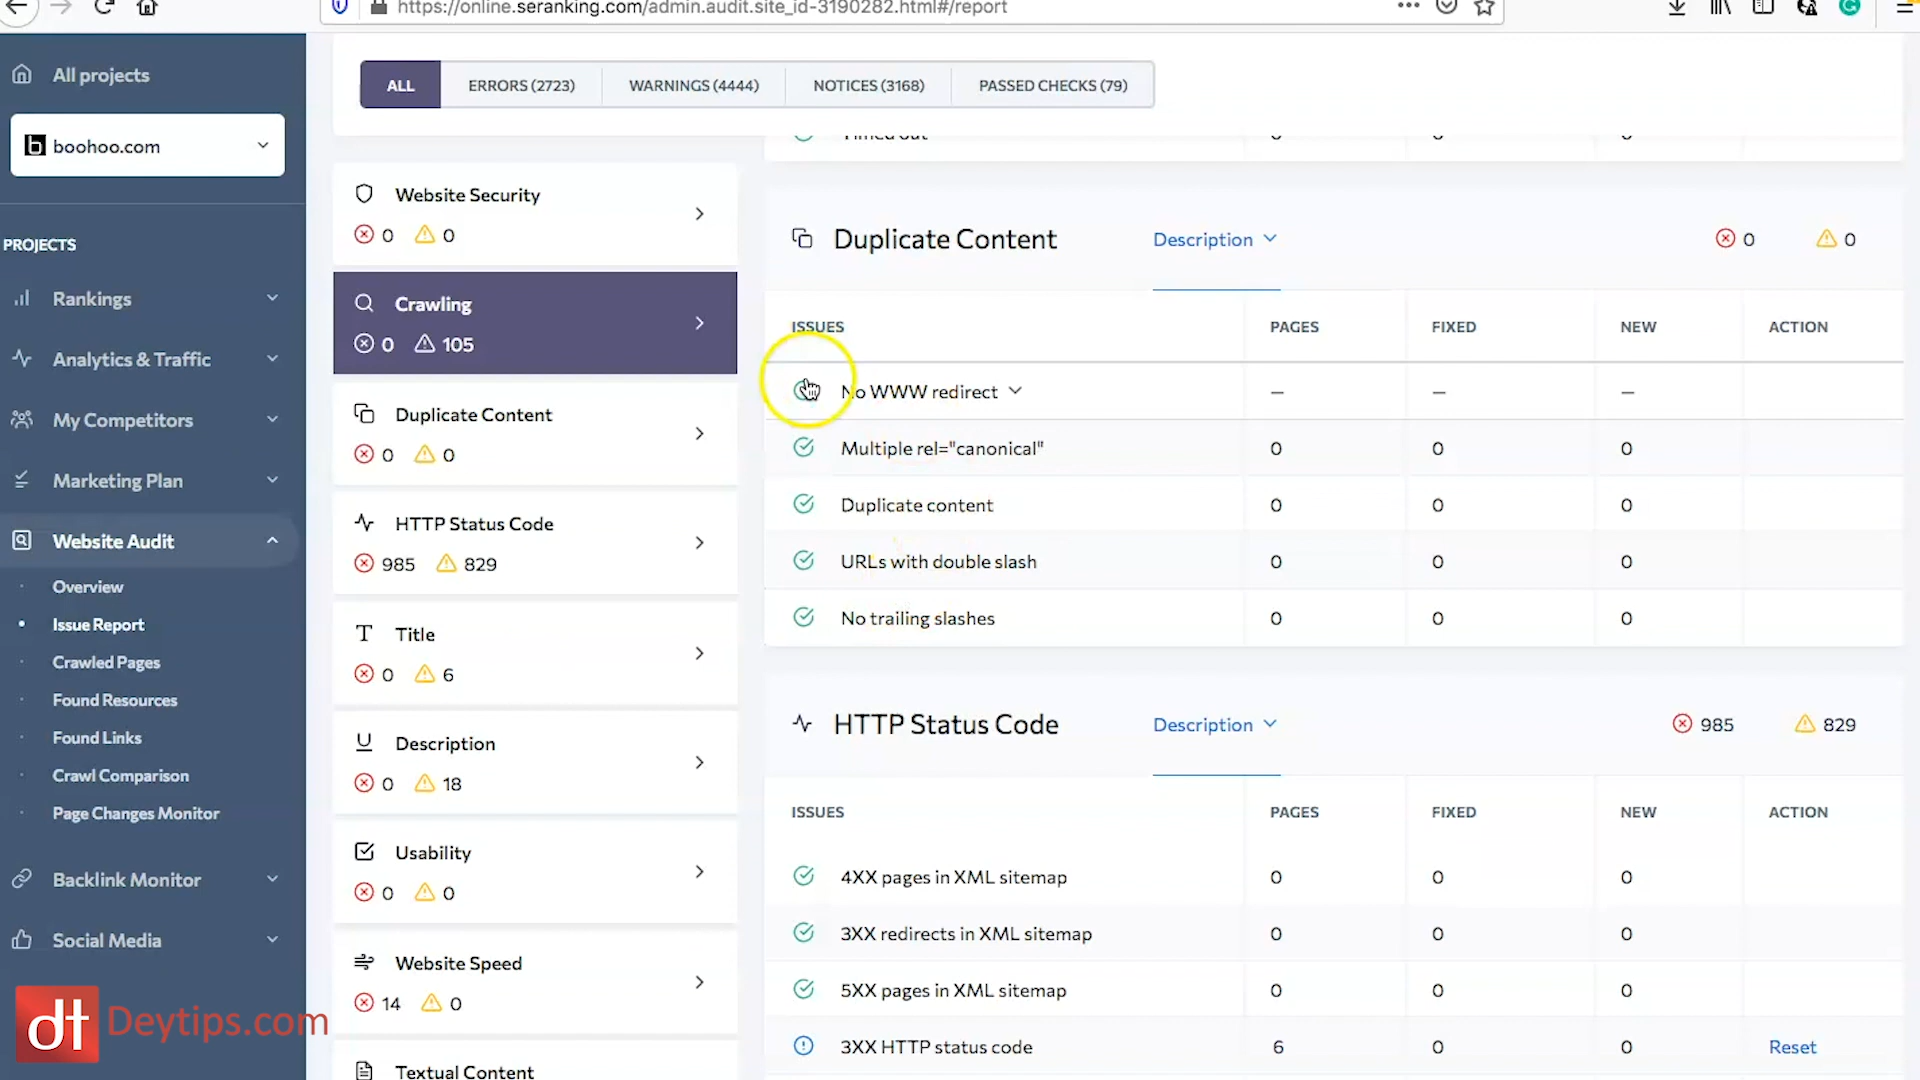 https://online.seranking.com/admin.audit.site_id-3190282.html#/report
All projects
boohoo.com
PROJECTS
Rankings
Analytics & Traffic
My Competitors
Marketing Plan
Website Audit
Overview
Issue Report
Crawled Pages
Found Resources
Found Links
Crawl Comparison
Page Changes Monitor
Backlink Monitor
Social Media
dt Deytips.com
ALL ERRORS (2723) WARNINGS (4444) NOTICES (3168) PASSED CHECKS (79)
Website Security
0 0
Crawling
0 105
Duplicate Content
0 0
HTTP Status Code
985 829
Title
0 6
Description
0 18
Usability
0 0
Website Speed
14 0
Textual Content
Duplicate Content Description 0 0
ISSUES PAGES FIXED NEW ACTION
No WWW redirect – – –
Multiple rel="canonical" 0 0 0
Duplicate content 0 0 0
URLs with double slash 0 0 0
No trailing slashes 0 0 0
HTTP Status Code Description 985 829
ISSUES PAGES FIXED NEW ACTION
4XX pages in XML sitemap 0 0 0
3XX redirects in XML sitemap 0 0 0
5XX pages in XML sitemap 0 0 0
3XX HTTP status code 6 0 0 Reset